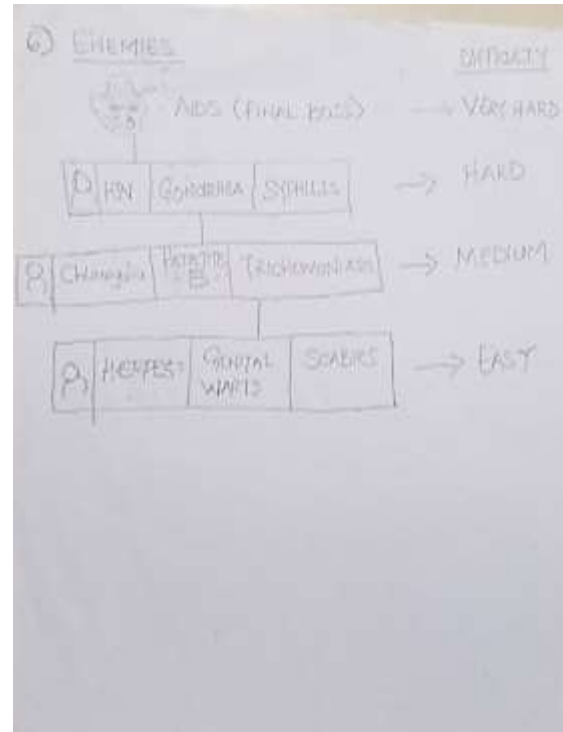 6) ENEMIES
DIFFICULTY
AIDS (FINAL BOSS) → VERY HARD
HIV GONORRHEA SYPHILIS → HARD
Chlamydia HEPATITIS B TRICHOMONIASIS → MEDIUM
HERPES GENITAL WARTS SCABIES → EASY